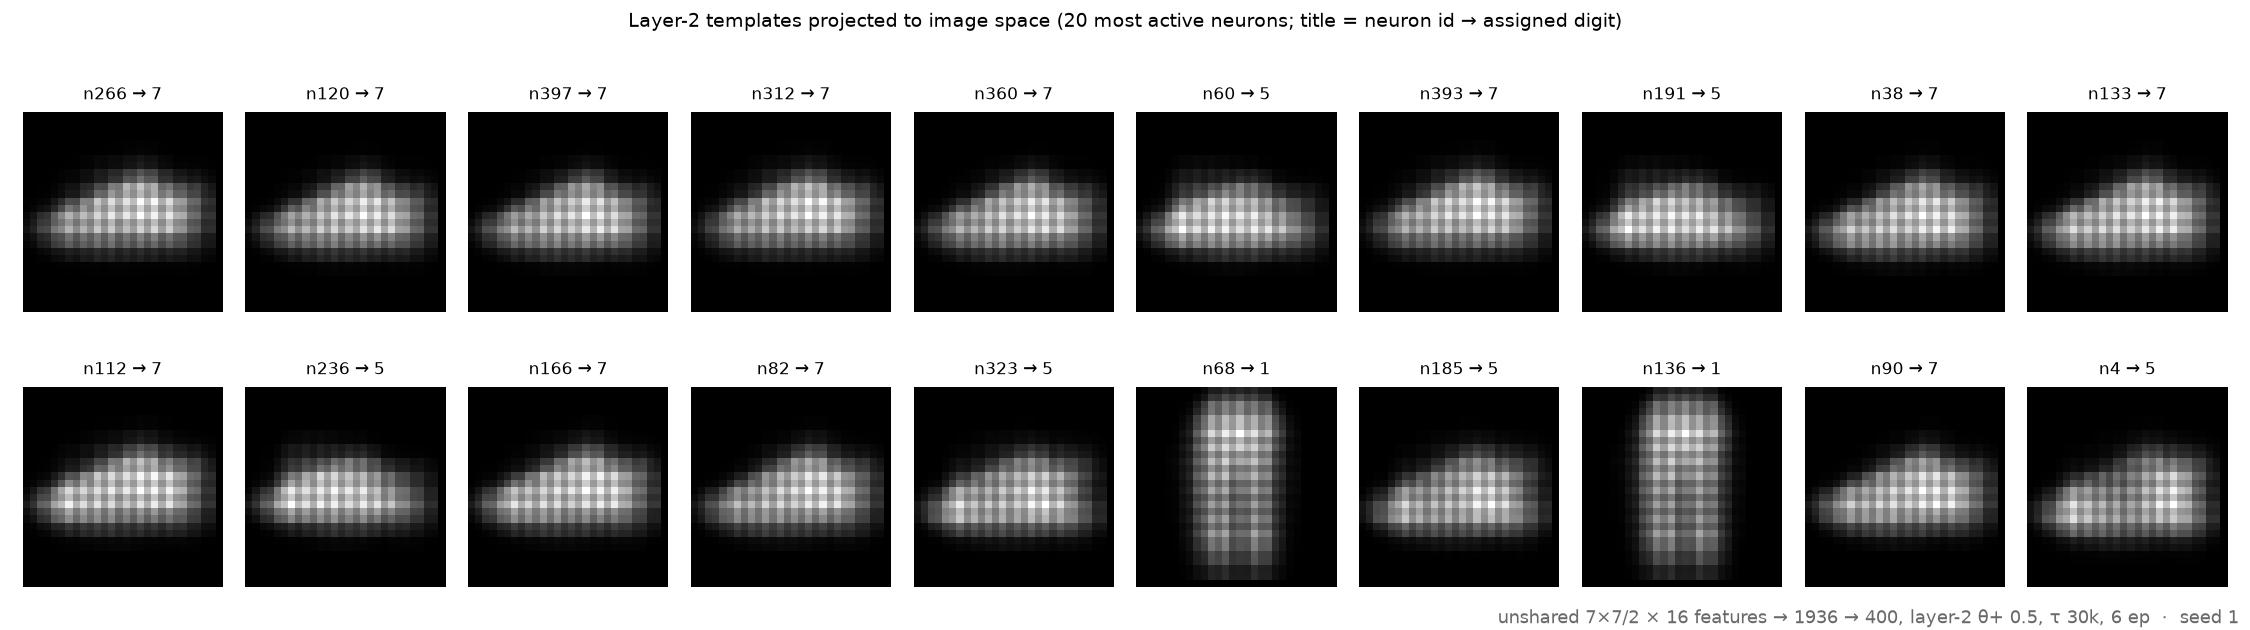 Layer-2 templates projected to image space (20 most active neurons; title = neuron id → assigned digit)
n266 → 7 n120 → 7 n397 → 7 n312 → 7 n360 → 7 n60 → 5 n393 → 7 n191 → 5 n38 → 7 n133 → 7
n112 → 7 n236 → 5 n166 → 7 n82 → 7 n323 → 5 n68 → 1 n185 → 5 n136 → 1 n90 → 7 n4 → 5
unshared 7×7/2 × 16 features → 1936 → 400, layer-2 θ+ 0.5, τ 30k, 6 ep · seed 1